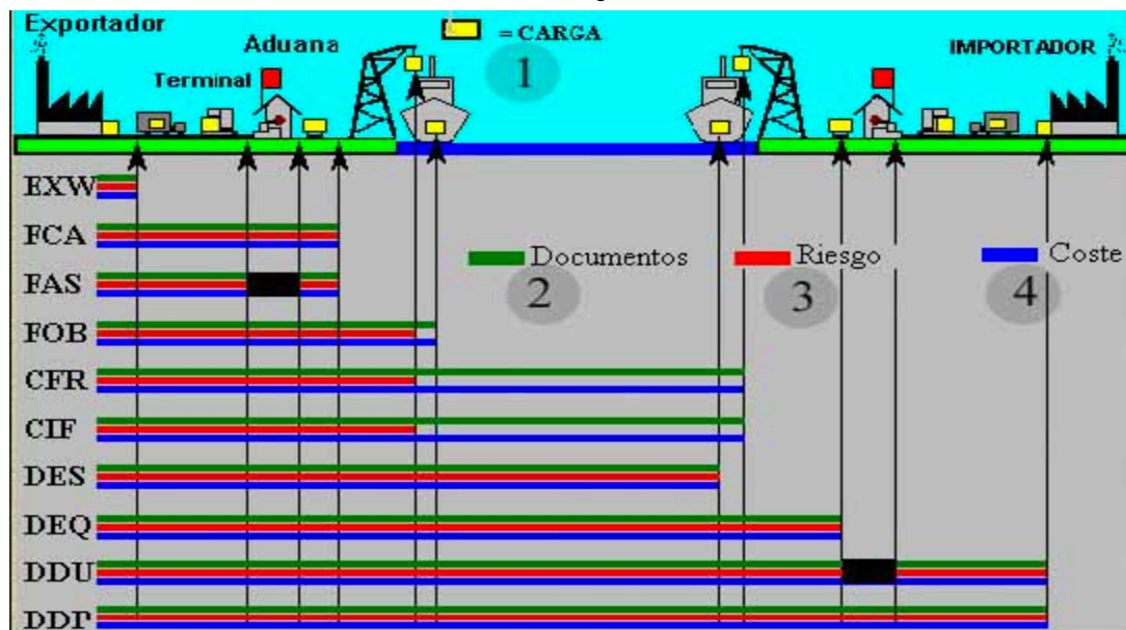 Exportador
= CARGA
Aduana
1
IMPORTADOR
Terminal
EXW
FCA
Documentos
Riesgo
Coste
FAS
2
3
4
FOB
CFR
CIF
DES
DEQ
DDU
DDP